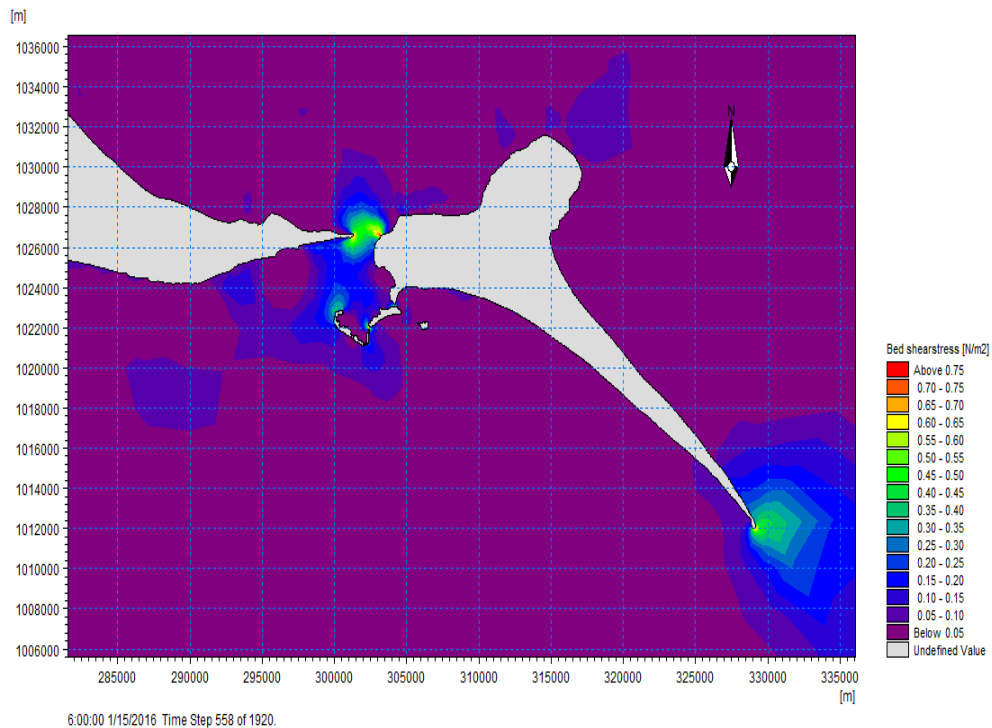 [m]
1036000
1034000
1032000
1030000
1028000
1026000
1024000
1022000
1020000
1018000
1016000
1014000
1012000
1010000
1008000
1006000
N
285000 290000 295000 300000 305000 310000 315000 320000 325000 330000 335000
[m]
Bed shearstress [N/m2]
Above 0.75
0.70 - 0.75
0.65 - 0.70
0.60 - 0.65
0.55 - 0.60
0.50 - 0.55
0.45 - 0.50
0.40 - 0.45
0.35 - 0.40
0.30 - 0.35
0.25 - 0.30
0.20 - 0.25
0.15 - 0.20
0.10 - 0.15
0.05 - 0.10
Below 0.05
Undefined Value
6:00:00 1/15/2016 Time Step 558 of 1920.